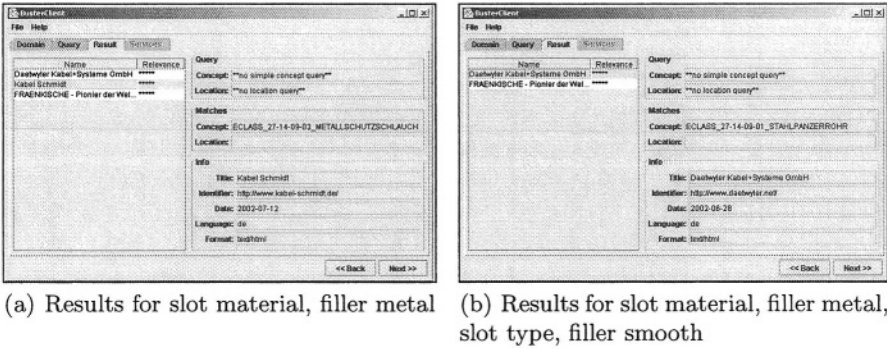 BusterClient
File Help
Domain Query Result Services
Name Relevance
Daetwyler Kabel+Systeme GmbH *****
Kabel Schmidt *****
FRAENKISCHE - Pionier der Wel... *****
Query
Concept: **no simple concept query**
Location: **no location query**
Matches
Concept: ECLASS_27-14-09-02_METALLSCHUTZSCHLAUCH
Location:
Info
Title: Kabel Schmidt
Identifier: http://www.kabel-schmidt.de/
Date: 2002-07-12
Language: de
Format: text/html
<< Back Next >>
(a) Results for slot material, filler metal
BusterClient
File Help
Domain Query Result Services
Name Relevance
Daetwyler Kabel+Systeme GmbH *****
FRAENKISCHE - Pionier der Wel... *****
Query
Concept: **no simple concept query**
Location: **no location query**
Matches
Concept: ECLASS_27-14-09-01_STAHLPANZERROHR
Location:
Info
Title: Daetwyler Kabel+Systeme GmbH
Identifier: http://www.daetwyler.net/
Date: 2002-06-28
Language: de
Format: text/html
<< Back Next >>
(b) Results for slot material, filler metal,
slot type, filler smooth